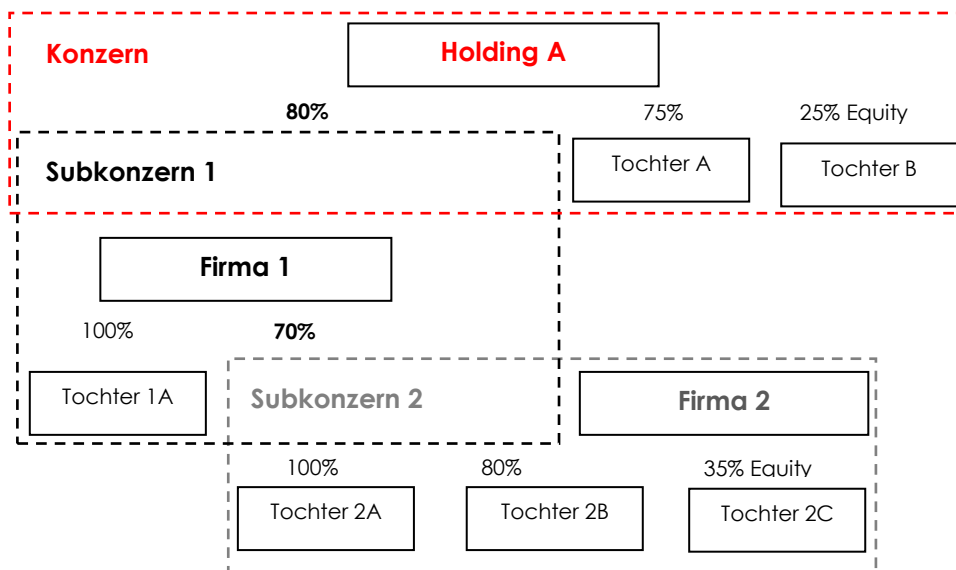 Konzern
Holding A
80%
75%
25% Equity
Subkonzern 1
Tochter A
Tochter B
Firma 1
100%
70%
Tochter 1A
Subkonzern 2
Firma 2
100%
80%
35% Equity
Tochter 2A
Tochter 2B
Tochter 2C